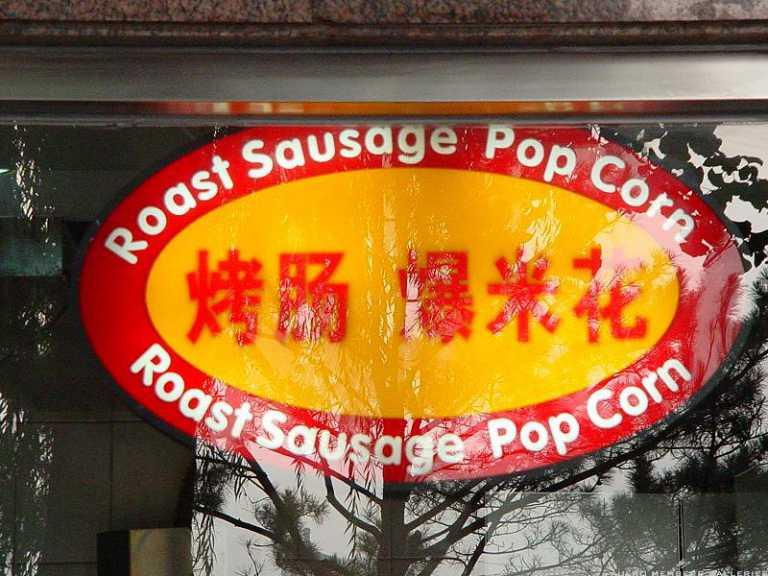 Roast Sausage Pop Corn
烤肠 爆米花
Roast Sausage Pop Corn